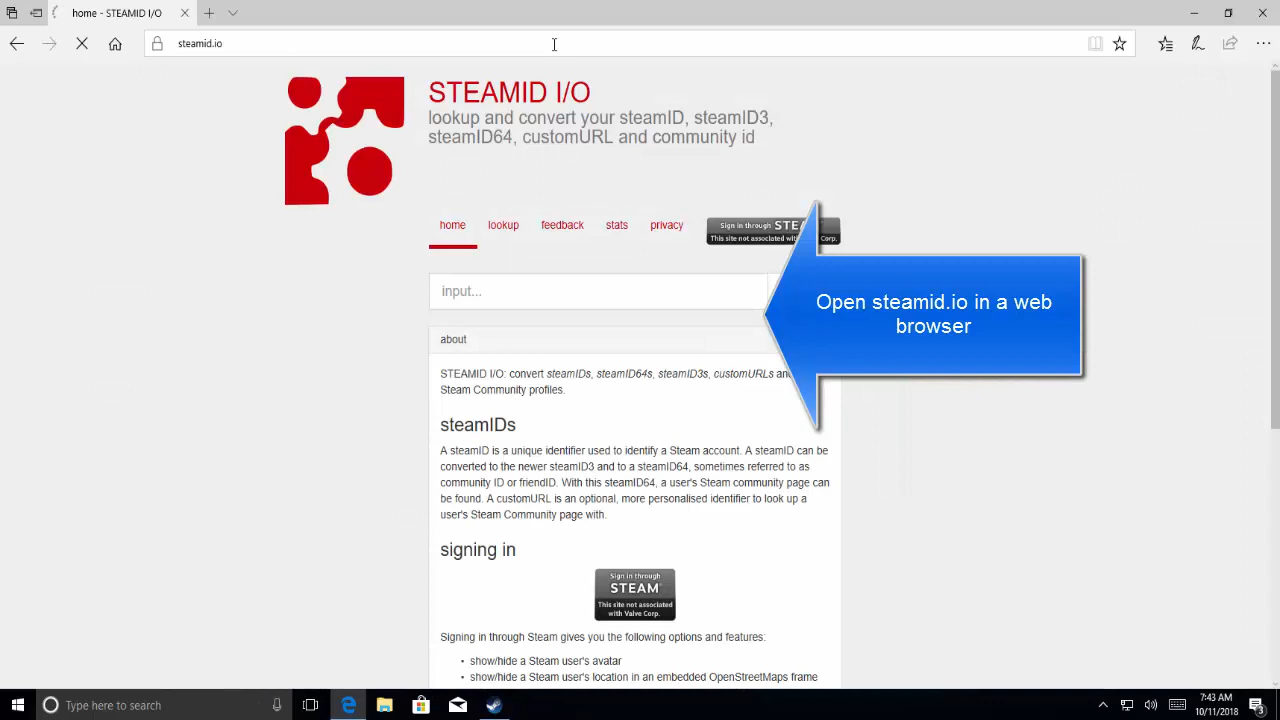 home - STEAMID I/O
steamid.io
STEAMID I/O
lookup and convert your steamID, steamID3,
steamID64, customURL and community id
home lookup feedback stats privacy
Sign in through STEA
This site not associated with Corp.
input...
Open steamid.io in a web
browser
about
STEAMID I/O: convert steamIDs, steamID64s, steamID3s, customURLs and
Steam Community profiles.
steamIDs
A steamID is a unique identifier used to identify a Steam account. A steamID can be
converted to the newer steamID3 and to a steamID64, sometimes referred to as
community ID or friendID. With this steamID64, a user's Steam community page can
be found. A customURL is an optional, more personalised identifier to look up a
user's Steam Community page with.
signing in
Sign in through
STEAM
This site not associated
with Valve Corp.
Signing in through Steam gives you the following options and features:
• show/hide a Steam user's avatar
• show/hide a Steam user's location in an embedded OpenStreetMaps frame
Type here to search
7:43 AM
10/11/2018
3